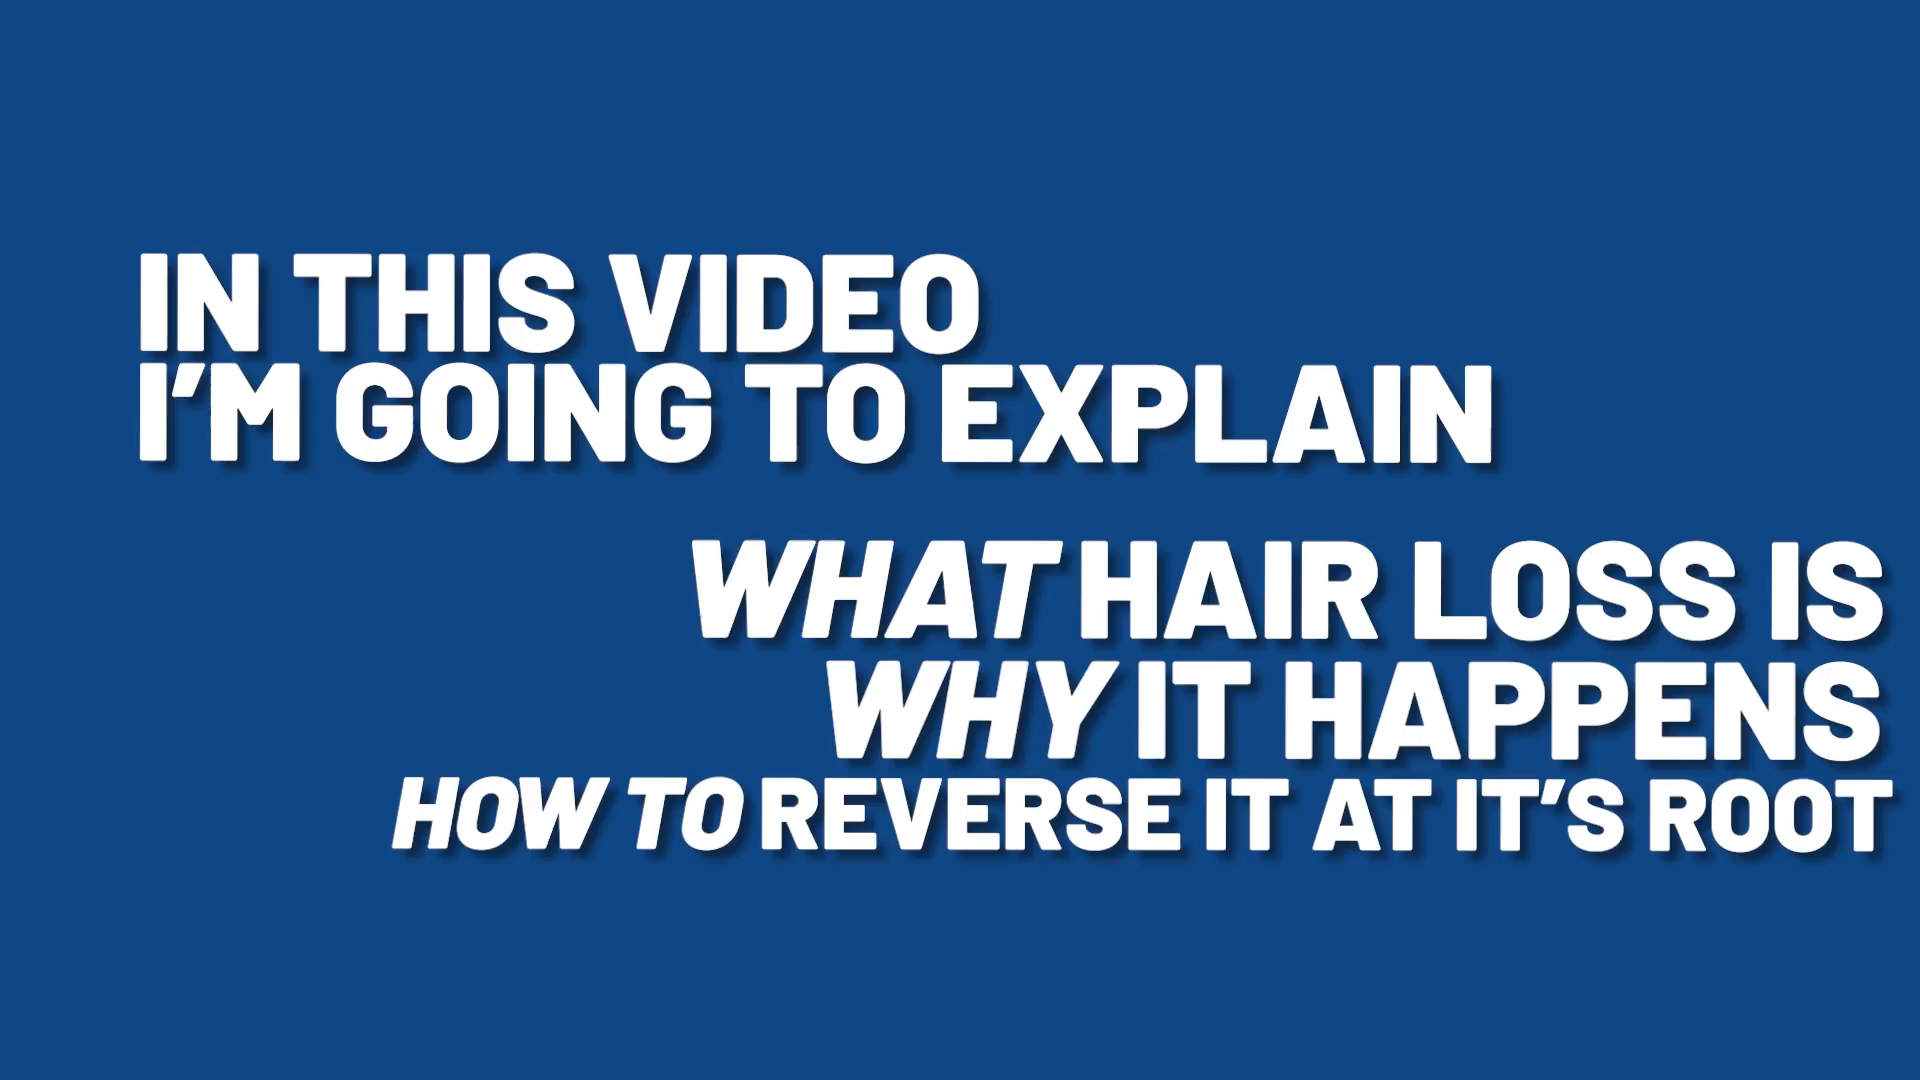 IN THIS VIDEO
I’M GOING TO EXPLAIN
WHAT HAIR LOSS IS
WHY IT HAPPENS
HOW TO REVERSE IT AT IT’S ROOT